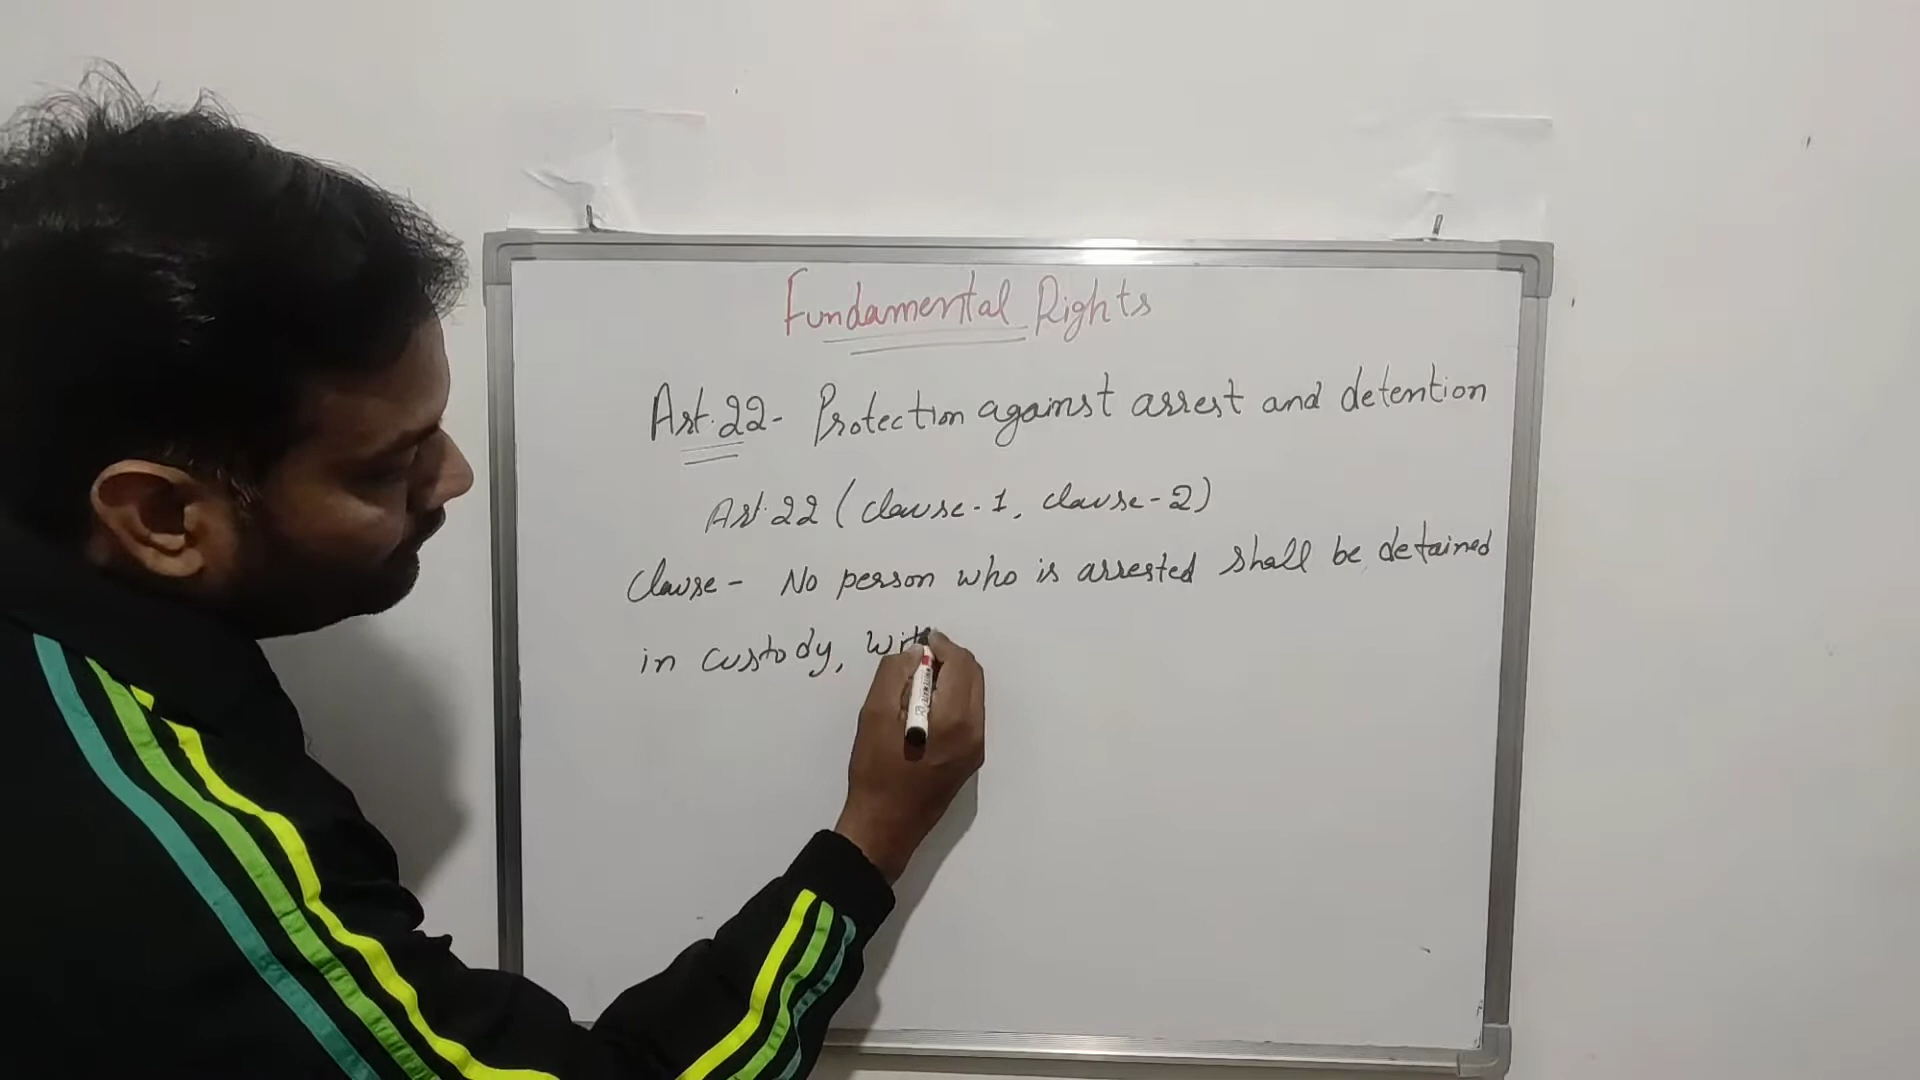 Fundamental Rights
Art. 22 - Protection against arrest and detention
Art. 22 (Clause - 1, Clause - 2)
Clause - No person who is arrested shall be detained
in custody, wit